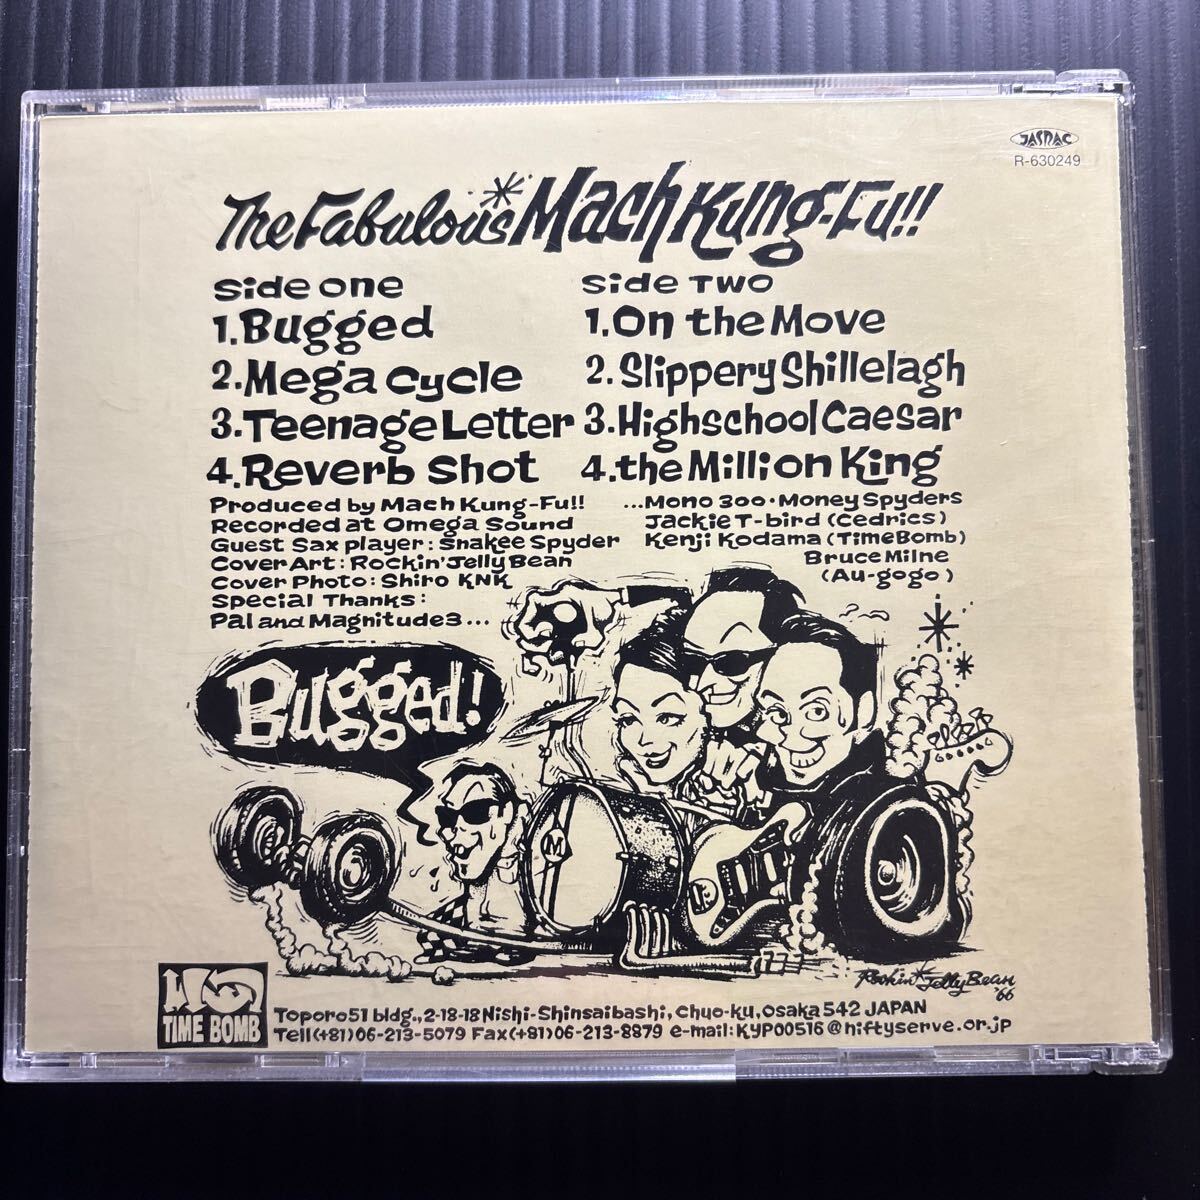 JASRAC
R-630249
The Fabulous Mach Kung-Fu!!
Side one
1.Bugged
2.Mega Cycle
3.Teenage Letter
4.Reverb Shot
Side Two
1.On the Move
2.Slippery Shillelagh
3.Highschool Caesar
4.the Million King
Produced by Mach Kung-Fu!!
Recorded at Omega Sound
Guest Sax player: Snakee Spyder
Cover Art: Rockin' Jelly Bean
Cover Photo: Shiro KNK
Special Thanks:
Pal and Magnitude3...
...Mono 300・Money Spyders
Jackie T-bird (Cedrics)
Kenji Kodama (TimeBomb)
Bruce Milne
(Au-gogo)
Bugged!
M
Rockin' Jelly Bean
'66
TIME BOMB
Toporo51 bldg.,2-18-18 Nishi-Shinsaibashi, Chuo-ku, Osaka 542 JAPAN
Tell(+81)06-213-5079 Fax(+81)06-213-8879 e-mail:KYP00516@niftyserve.or.jp